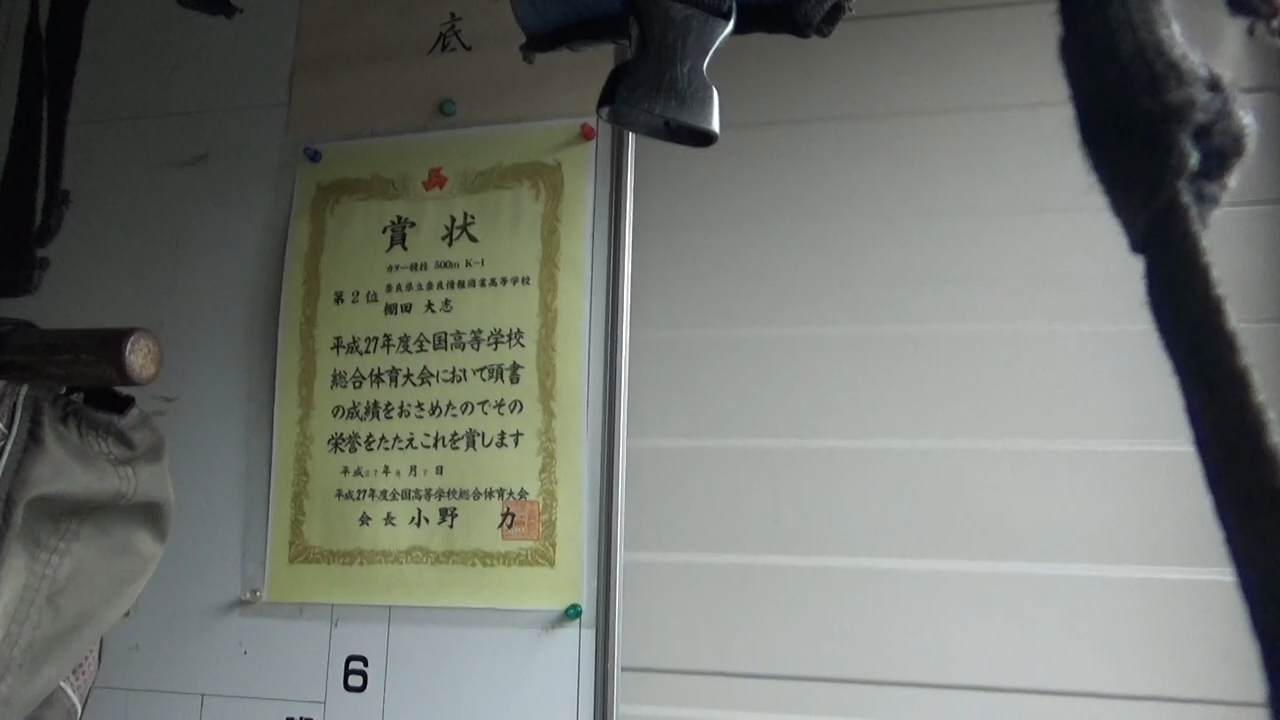 底
賞状
カヌー競技 500m K-1
第2位
奈良県立奈良情報商業高等学校
棚田 大志
平成27年度全国高等学校
総合体育大会において頭書
の成績をおさめたのでその
栄誉をたたえこれを賞します
平成27年8月7日
平成27年度全国高等学校総合体育大会
会長 小野 力
6